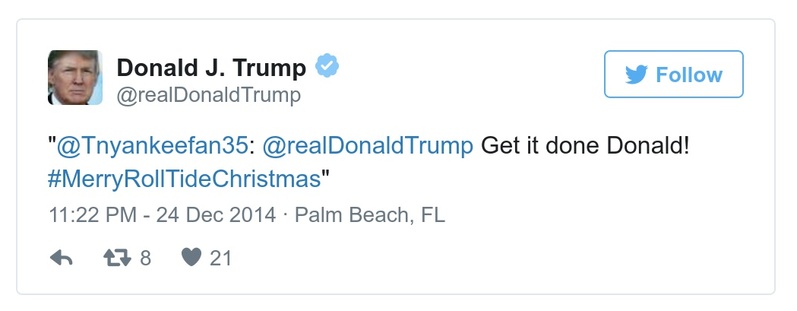 Donald J. Trump
Follow
@realDonaldTrump
"@Tnyankeefan35: @realDonaldTrump Get it done Donald!
#MerryRollTideChristmas"
11:22 PM - 24 Dec 2014 · Palm Beach, FL
8 21